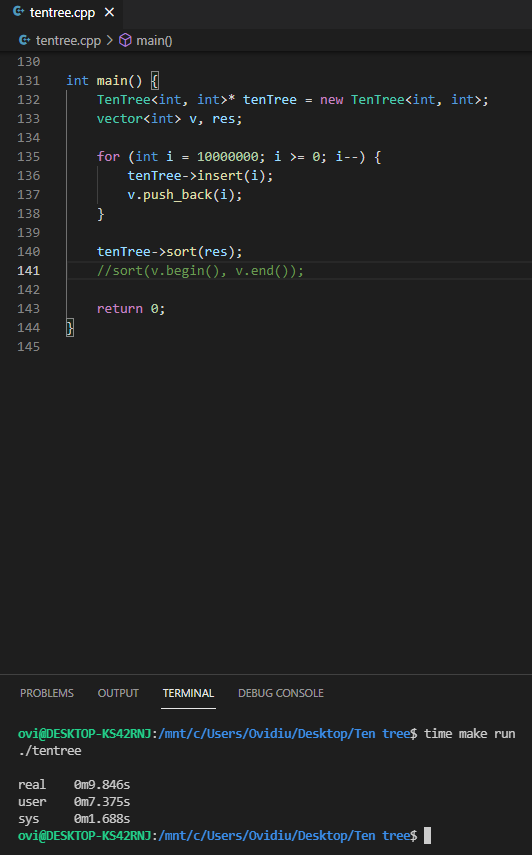 tentree.cpp ×
tentree.cpp > main()
130
131 int main() {
132     TenTree<int, int>* tenTree = new TenTree<int, int>;
133     vector<int> v, res;
134
135     for (int i = 10000000; i >= 0; i--) {
136         tenTree->insert(i);
137         v.push_back(i);
138     }
139
140     tenTree->sort(res);
141     //sort(v.begin(), v.end());
142
143     return 0;
144 }
145
PROBLEMS OUTPUT TERMINAL DEBUG CONSOLE
ovi@DESKTOP-KS42RNJ:/mnt/c/Users/Ovidiu/Desktop/Ten tree$ time make run
./tentree
real    0m9.846s
user    0m7.375s
sys     0m1.688s
ovi@DESKTOP-KS42RNJ:/mnt/c/Users/Ovidiu/Desktop/Ten tree$